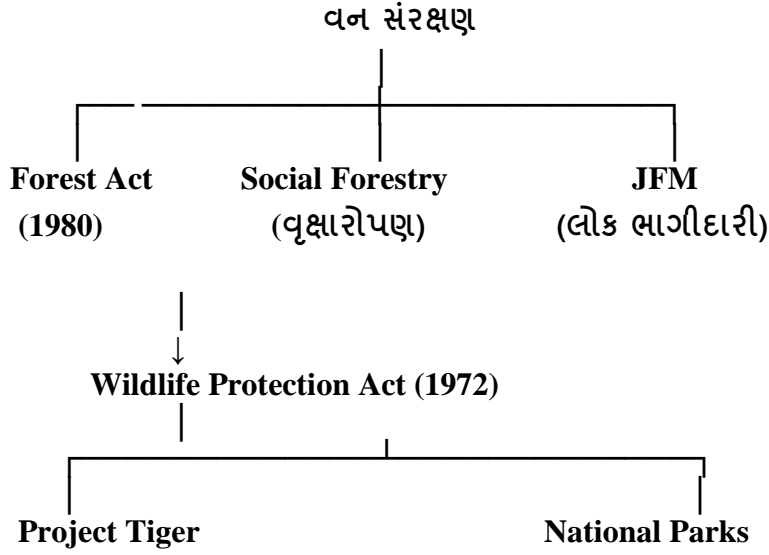 વન સંરક્ષણ
Forest Act Social Forestry JFM
(1980) (વૃક્ષારોપણ) (લોક ભાગીદારી)
↓
Wildlife Protection Act (1972)
Project Tiger National Parks